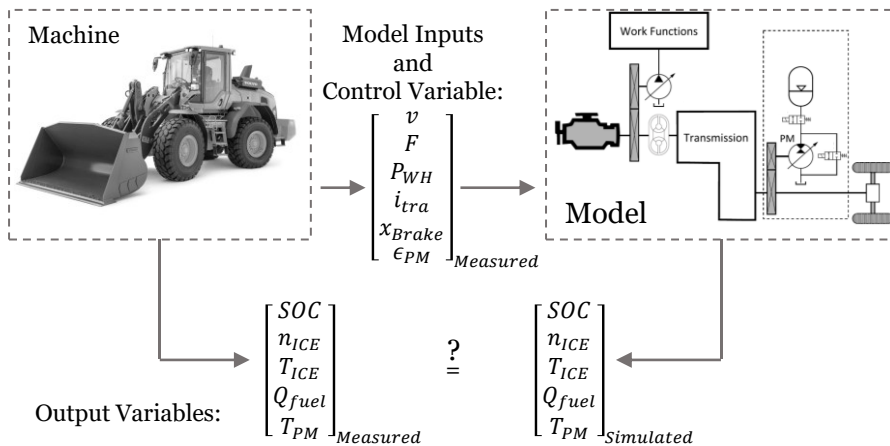 Machine
Model Inputs
and
Control Variable:
v
F
P_WH
i_tra
x_Brake
ϵ_PM
Measured
Work Functions
Transmission
PM
Model
SOC
n_ICE
T_ICE
Q_fuel
T_PM
Measured
?
=
SOC
n_ICE
T_ICE
Q_fuel
T_PM
Simulated
Output Variables: